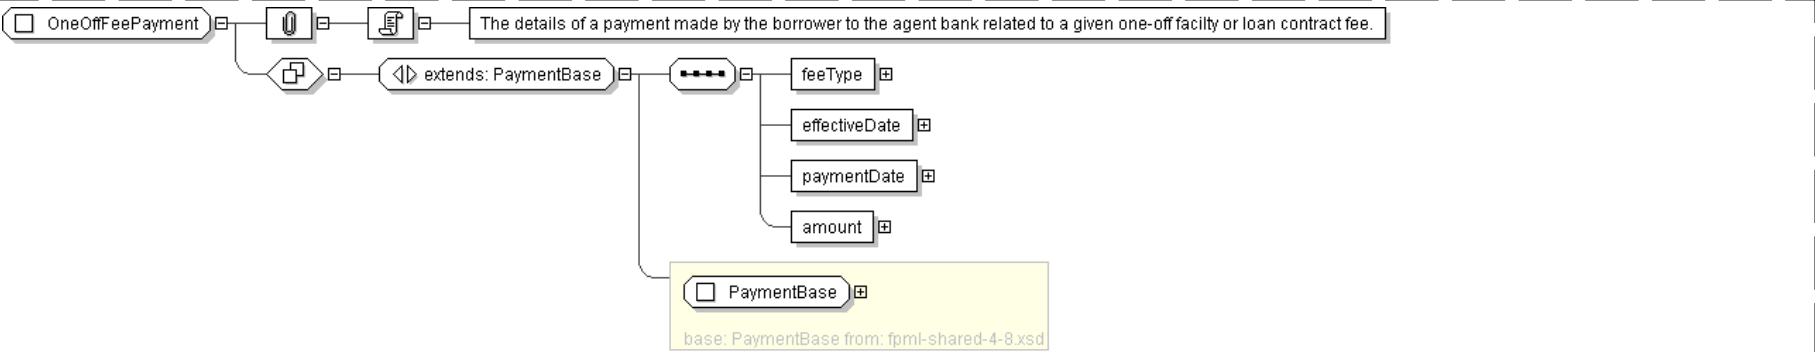 OneOffFeePayment
The details of a payment made by the borrower to the agent bank related to a given one-off facilty or loan contract fee.
extends: PaymentBase
feeType
effectiveDate
paymentDate
amount
PaymentBase
base: PaymentBase from: fpml-shared-4-8.xsd